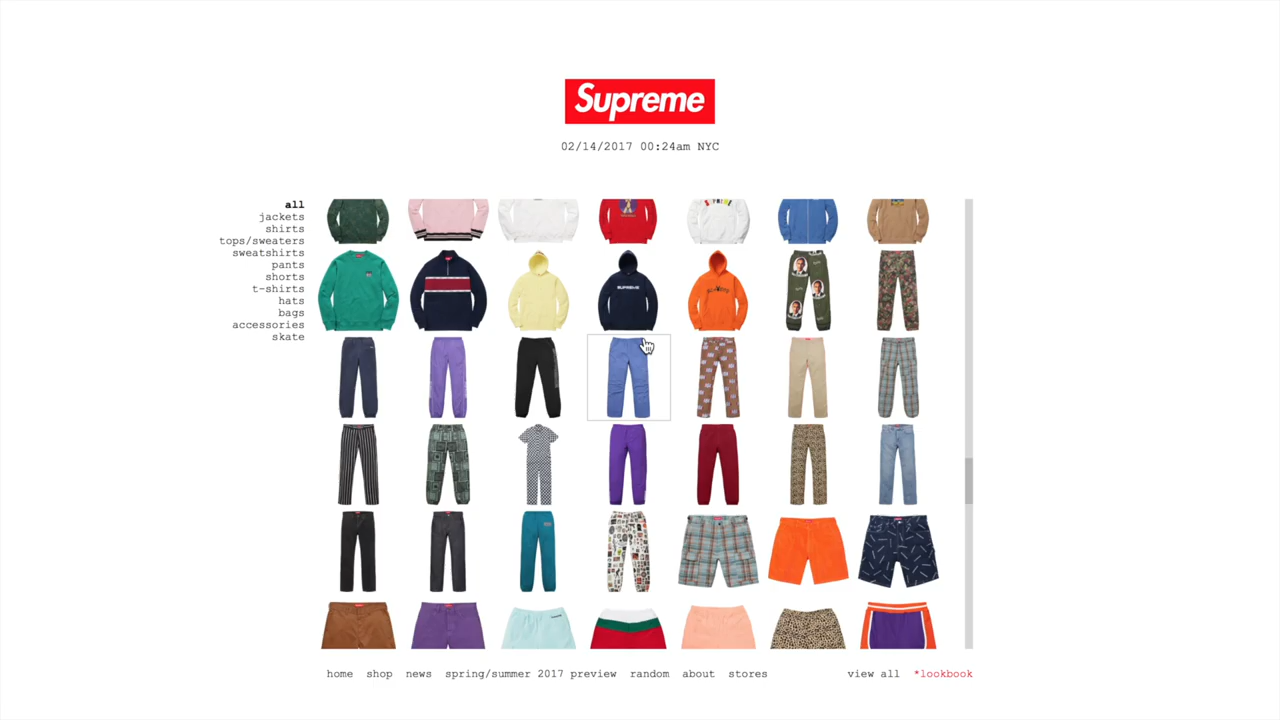 Supreme
02/14/2017 00:24am NYC
all
jackets
shirts
tops/sweaters
sweatshirts
pants
shorts
t-shirts
hats
bags
accessories
skate
SUPREME
home shop news spring/summer 2017 preview random about stores view all *lookbook